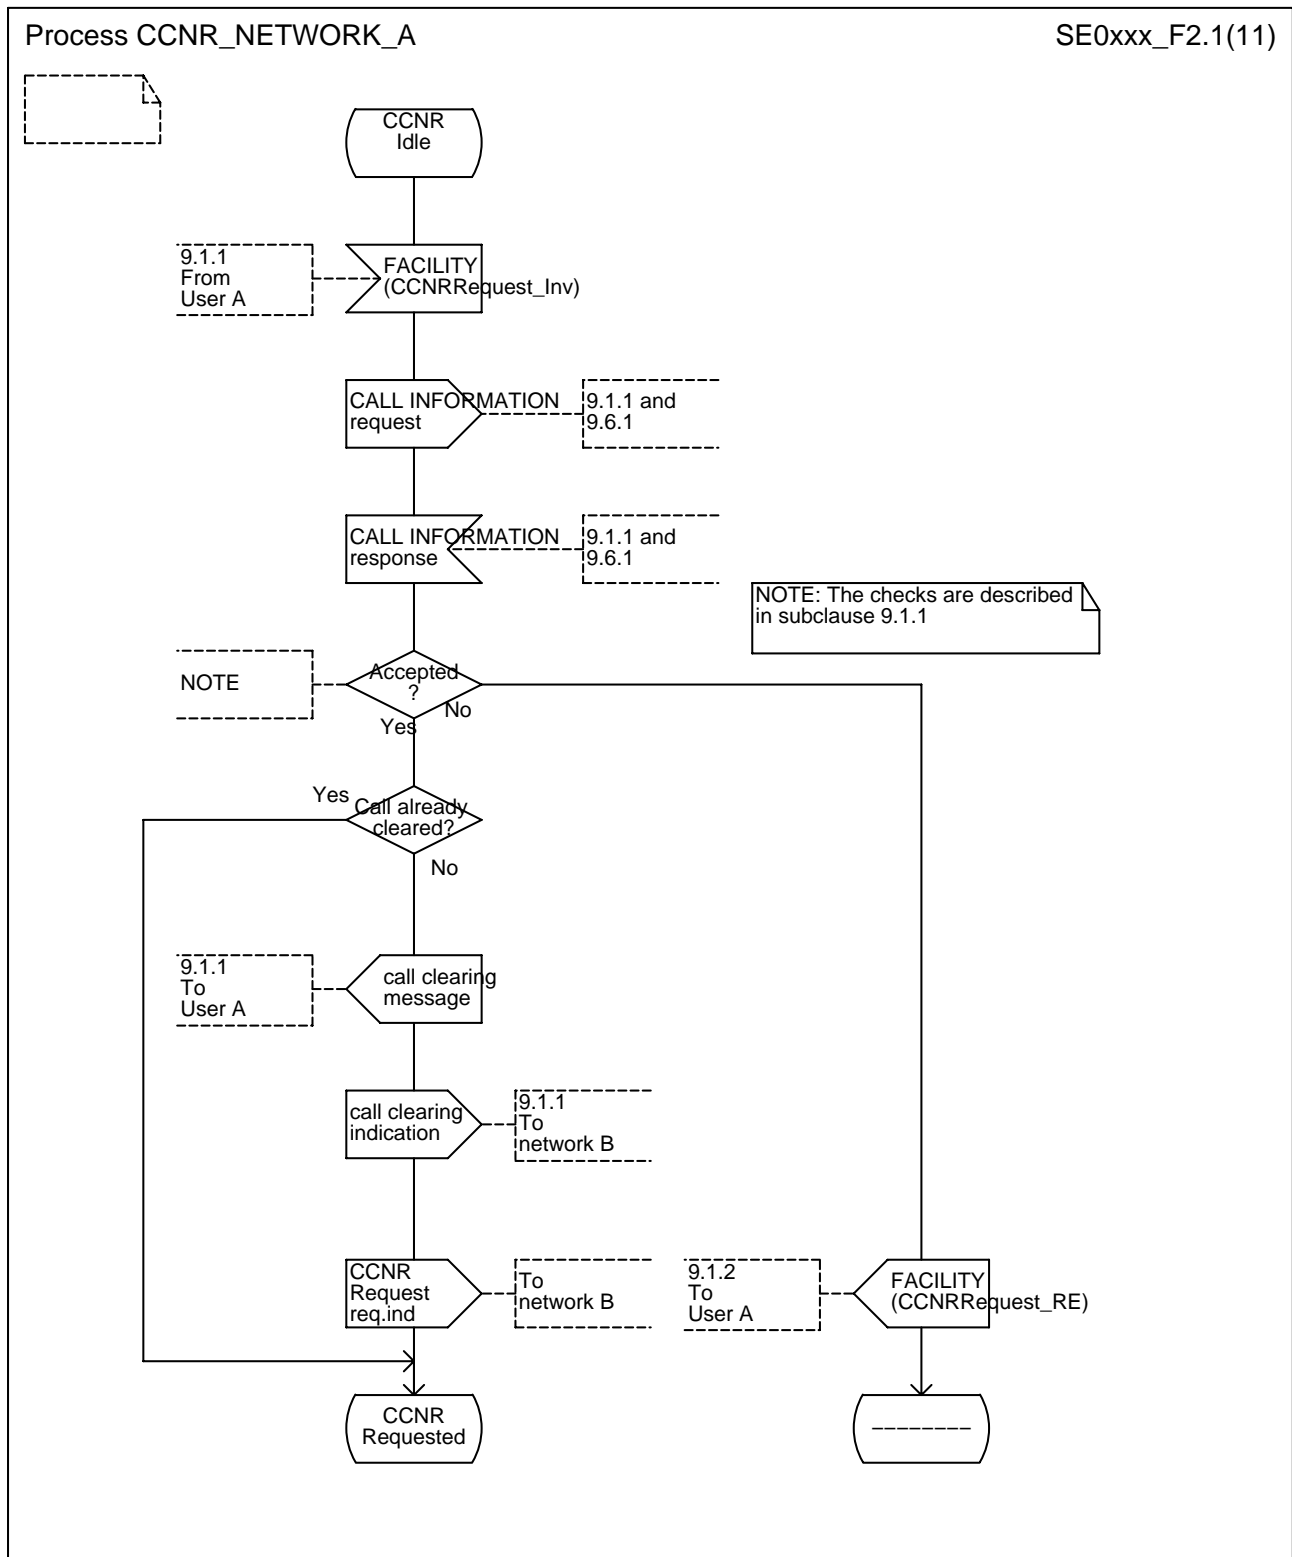 Process CCNR_NETWORK_A
SE0xxx_F2.1(11)
CCNR
Idle
9.1.1
From
User A
FACILITY
(CCNRRequest_Inv)
CALL INFORMATION
request
9.1.1 and
9.6.1
CALL INFORMATION
response
9.1.1 and
9.6.1
NOTE: The checks are described
in subclause 9.1.1
NOTE
Accepted
?
No
Yes
Yes
Call already
cleared?
No
9.1.1
To
User A
call clearing
message
call clearing
indication
9.1.1
To
network B
CCNR
Request
req.ind
To
network B
9.1.2
To
User A
FACILITY
(CCNRRequest_RE)
CCNR
Requested